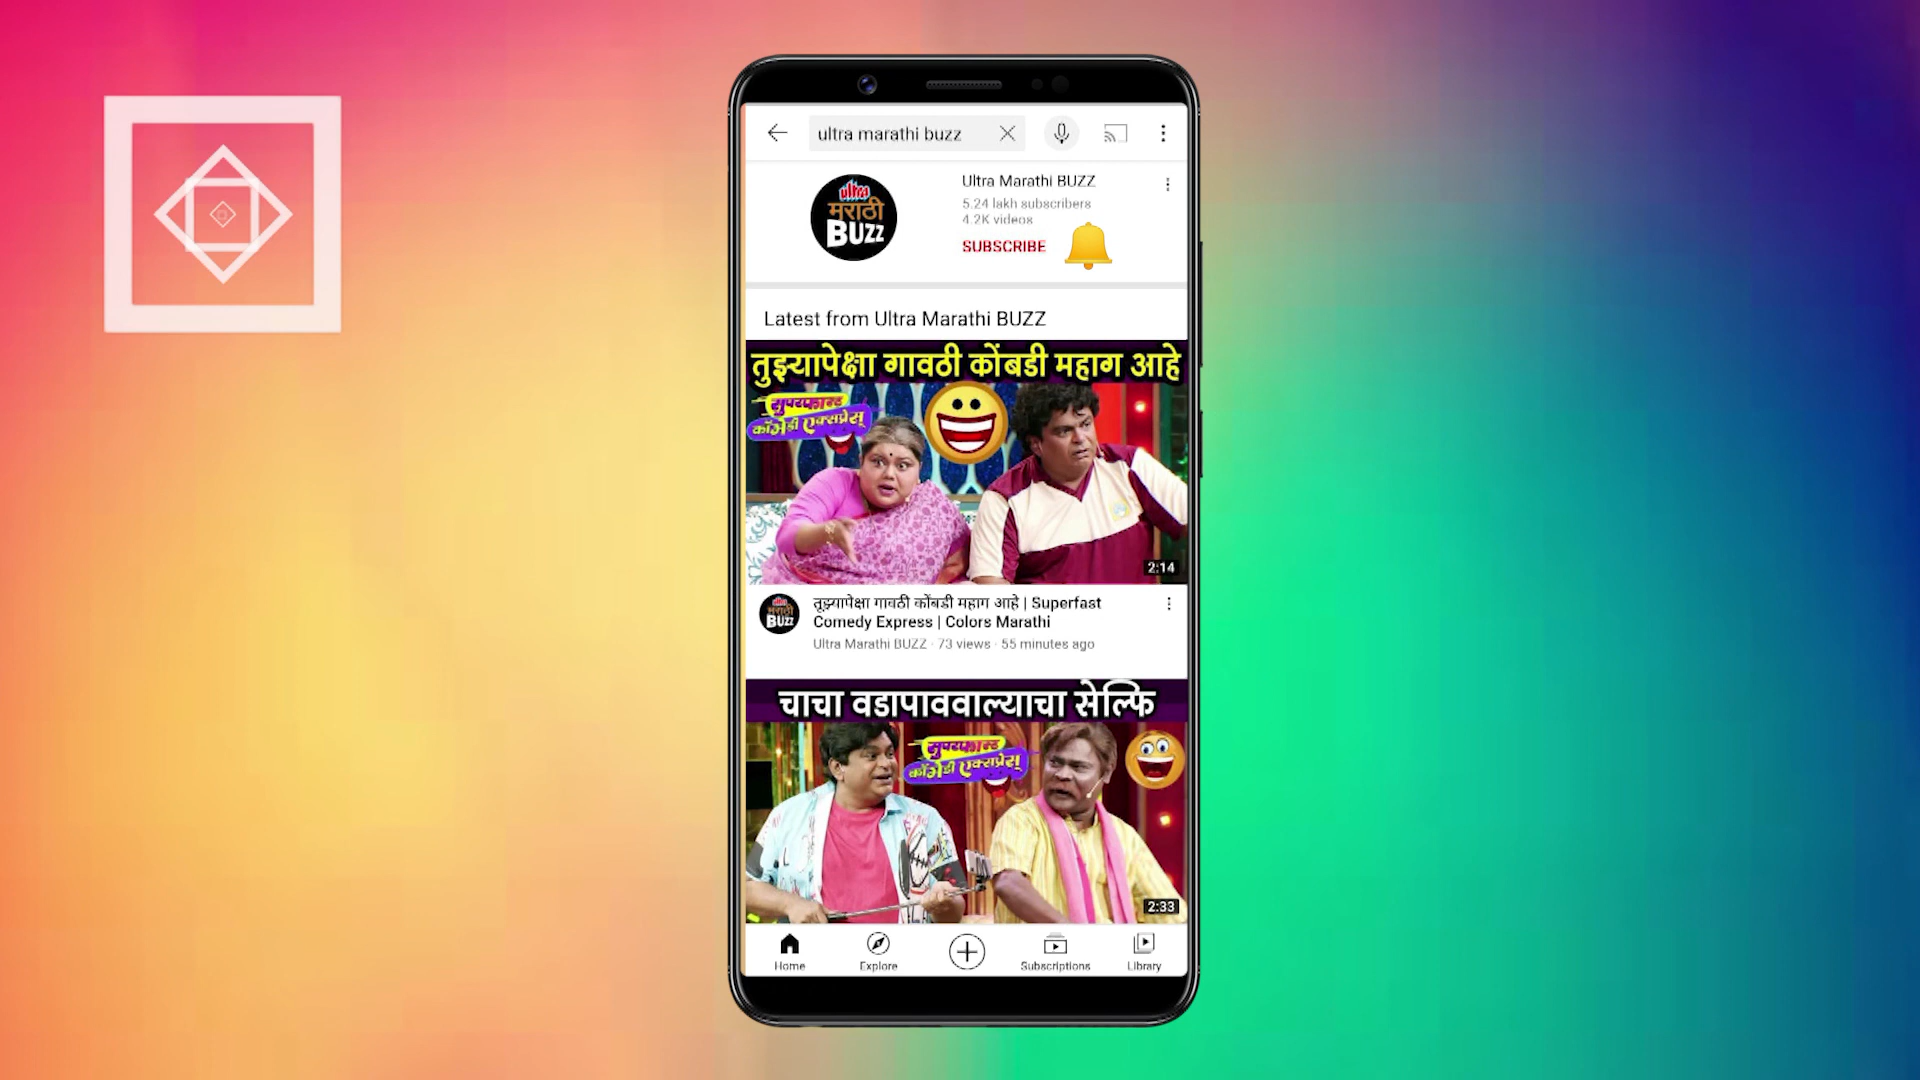 ultra marathi buzz
ultra
मराठी
BUZZ
Ultra Marathi BUZZ
5.24 lakh subscribers
4.2K videos
SUBSCRIBE
Latest from Ultra Marathi BUZZ
तुझ्यापेक्षा गावठी कोंबडी महाग आहे
सुपरफास्ट
कॉमेडी एक्सप्रेस्
2:14
ultra
मराठी
BUZZ
तूझ्यापेक्षा गावठी कोंबडी महाग आहे | Superfast
Comedy Express | Colors Marathi
Ultra Marathi BUZZ · 73 views · 55 minutes ago
चाचा वडापाववाल्याचा सेल्फि
सुपरफास्ट
कॉमेडी एक्सप्रेस्
2:33
Home
Explore
Subscriptions
Library